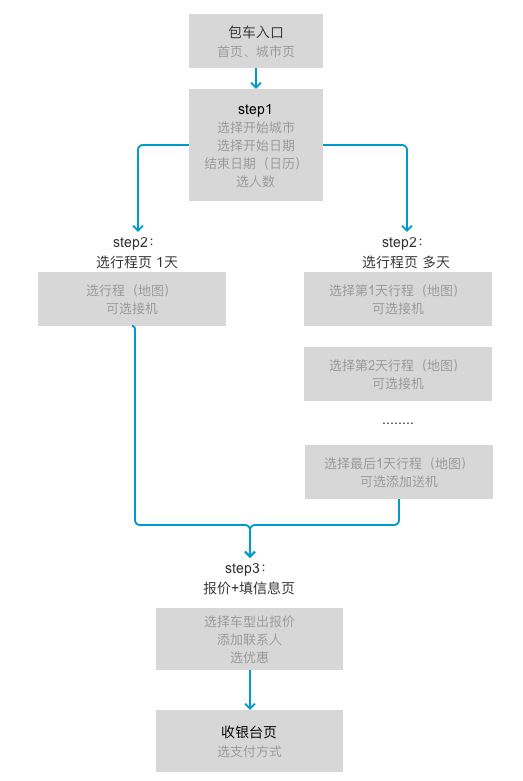 包车入口
首页、城市页
step1
选择开始城市
选择开始日期
结束日期（日历）
选人数
step2：
选行程页 1天
选行程（地图）
可选接机
step2：
选行程页 多天
选择第1天行程（地图）
可选接机
选择第2天行程（地图）
可选接机
........
选择最后1天行程（地图）
可选添加送机
step3：
报价+填信息页
选择车型出报价
添加联系人
选优惠
收银台页
选支付方式